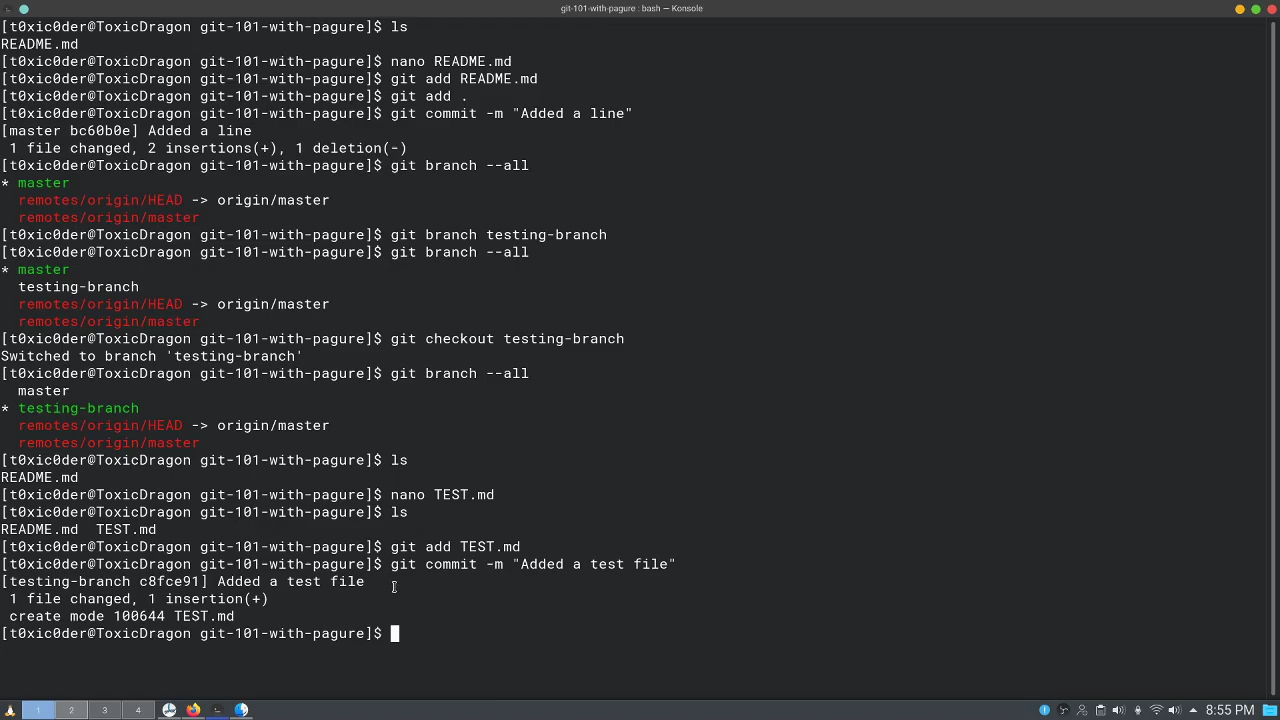 git-101-with-pagure : bash — Konsole
[t0xic0der@ToxicDragon git-101-with-pagure]$ ls
README.md
[t0xic0der@ToxicDragon git-101-with-pagure]$ nano README.md
[t0xic0der@ToxicDragon git-101-with-pagure]$ git add README.md
[t0xic0der@ToxicDragon git-101-with-pagure]$ git add .
[t0xic0der@ToxicDragon git-101-with-pagure]$ git commit -m "Added a line"
[master bc60b0e] Added a line
 1 file changed, 2 insertions(+), 1 deletion(-)
[t0xic0der@ToxicDragon git-101-with-pagure]$ git branch --all
* master
  remotes/origin/HEAD -> origin/master
  remotes/origin/master
[t0xic0der@ToxicDragon git-101-with-pagure]$ git branch testing-branch
[t0xic0der@ToxicDragon git-101-with-pagure]$ git branch --all
* master
  testing-branch
  remotes/origin/HEAD -> origin/master
  remotes/origin/master
[t0xic0der@ToxicDragon git-101-with-pagure]$ git checkout testing-branch
Switched to branch 'testing-branch'
[t0xic0der@ToxicDragon git-101-with-pagure]$ git branch --all
  master
* testing-branch
  remotes/origin/HEAD -> origin/master
  remotes/origin/master
[t0xic0der@ToxicDragon git-101-with-pagure]$ ls
README.md
[t0xic0der@ToxicDragon git-101-with-pagure]$ nano TEST.md
[t0xic0der@ToxicDragon git-101-with-pagure]$ ls
README.md  TEST.md
[t0xic0der@ToxicDragon git-101-with-pagure]$ git add TEST.md
[t0xic0der@ToxicDragon git-101-with-pagure]$ git commit -m "Added a test file"
[testing-branch c8fce91] Added a test file
 1 file changed, 1 insertion(+)
 create mode 100644 TEST.md
[t0xic0der@ToxicDragon git-101-with-pagure]$
1 2 3 4 8:55 PM